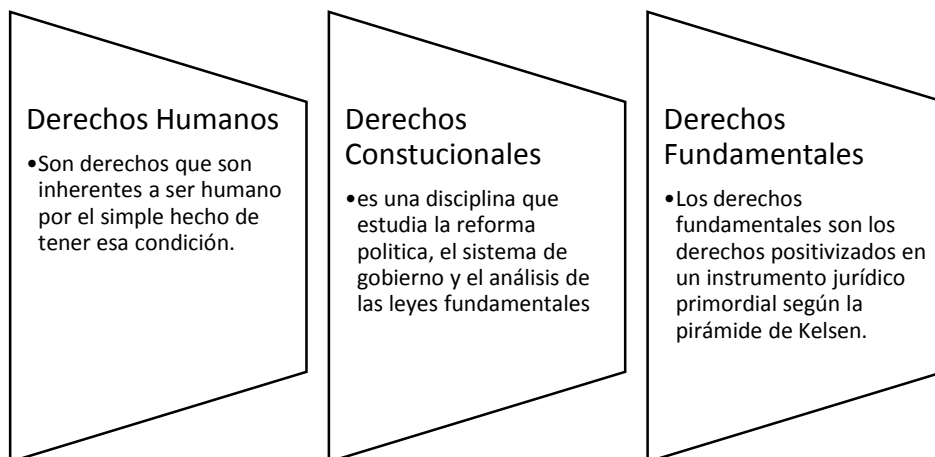 Derechos Humanos
•Son derechos que son
inherentes a ser humano
por el simple hecho de
tener esa condición.
Derechos
Constucionales
•es una disciplina que
estudia la reforma
politica, el sistema de
gobierno y el análisis de
las leyes fundamentales
Derechos
Fundamentales
•Los derechos
fundamentales son los
derechos positivizados en
un instrumento jurídico
primordial según la
pirámide de Kelsen.